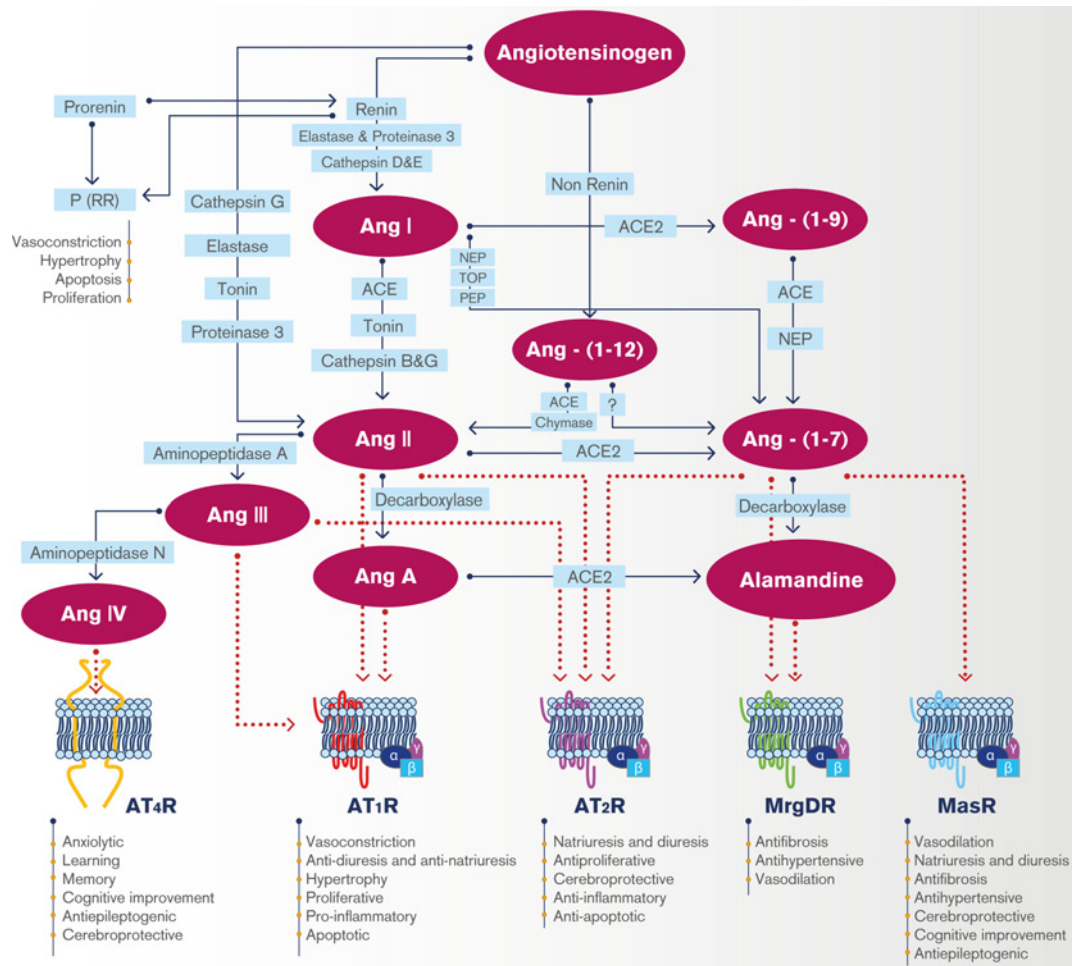 Angiotensinogen
Prorenin
Renin
Elastase & Proteinase 3
Cathepsin D&E
Non Renin
P (RR)
Cathepsin G
Ang I
ACE2
Ang - (1-9)
Vasoconstriction
Hypertrophy
Apoptosis
Proliferation
Elastase
Tonin
Proteinase 3
NEP
TOP
PEP
ACE
Tonin
Cathepsin B&G
ACE
NEP
Ang - (1-12)
ACE
Chymase
?
Aminopeptidase A
Ang II
ACE2
Ang - (1-7)
Decarboxylase
Decarboxylase
Ang III
Aminopeptidase N
Ang A
ACE2
Alamandine
Ang IV
α
γ
β
α
γ
β
α
γ
β
α
γ
β
AT4R
AT1R
AT2R
MrgDR
MasR
Anxiolytic
Learning
Memory
Cognitive improvement
Antiepileptogenic
Cerebroprotective
Vasoconstriction
Anti-diuresis and anti-natriuresis
Hypertrophy
Proliferative
Pro-inflammatory
Apoptotic
Natriuresis and diuresis
Antiproliferative
Cerebroprotective
Anti-inflammatory
Anti-apoptotic
Antifibrosis
Antihypertensive
Vasodilation
Vasodilation
Natriuresis and diuresis
Antifibrosis
Antihypertensive
Cerebroprotective
Cognitive improvement
Antiepileptogenic